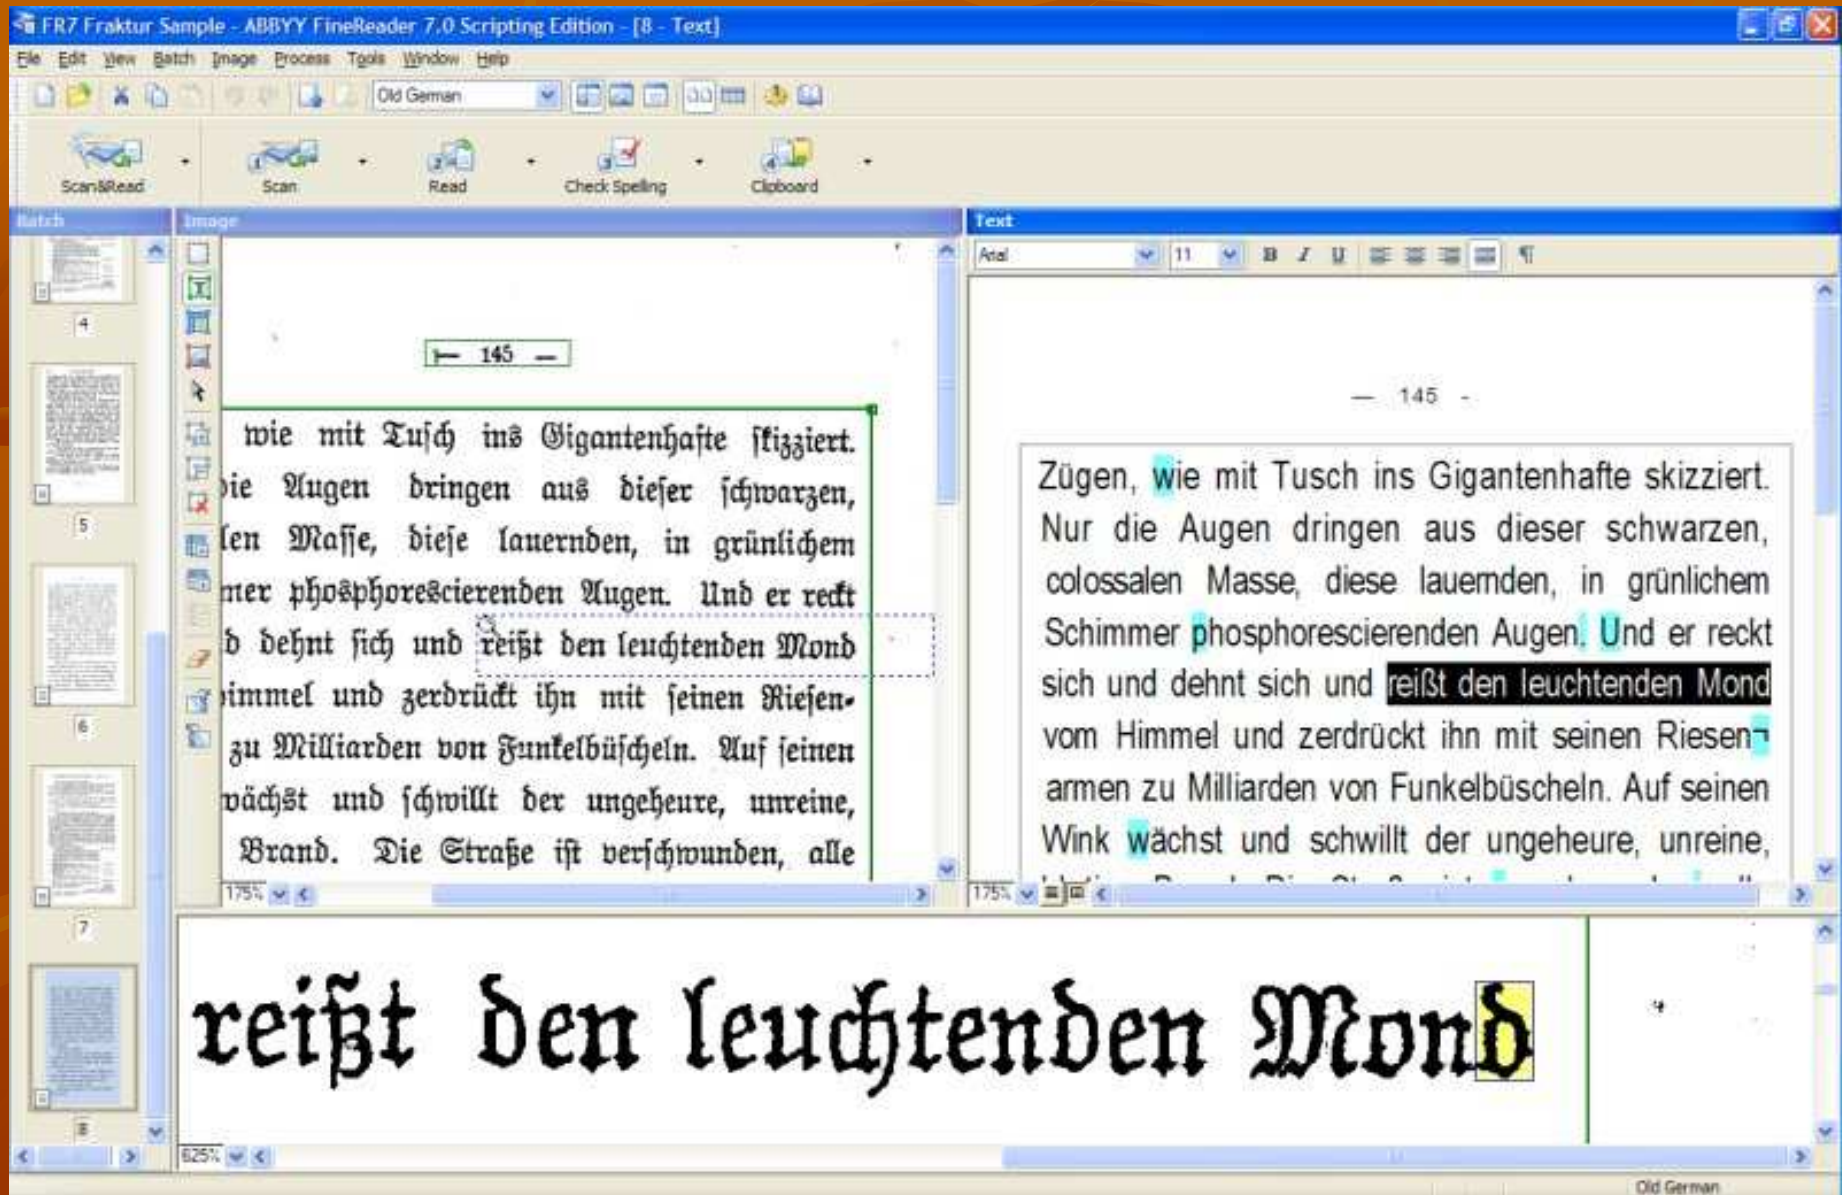 FR7 Fraktur Sample - ABBYY FineReader 7.0 Scripting Edition - [8 - Text]
File Edit View Batch Image Process Tools Window Help
Old German
Scan&Read Scan Read Check Spelling Clipboard
Batch
4
5
6
7
8
Image
— 145 —
wie mit Tuſch ins Gigantenhafte ſkizziert.
die Augen dringen aus dieſer ſchwarzen,
len Maſſe, dieſe lauernden, in grünlichem
mer phosphorescierenden Augen. Und er reckt
d dehnt ſich und reißt den leuchtenden Mond
immel und zerdrückt ihn mit ſeinen Rieſen-
zu Milliarden von Funkelbüſcheln. Auf ſeinen
wächſt und ſchwillt der ungeheure, unreine,
Brand. Die Straße iſt verſchwunden, alle
175%
Text
Arial 11 B I U
— 145 -
Zügen, wie mit Tusch ins Gigantenhafte skizziert.
Nur die Augen dringen aus dieser schwarzen,
colossalen Masse, diese lauernden, in grünlichem
Schimmer phosphorescierenden Augen. Und er reckt
sich und dehnt sich und reißt den leuchtenden Mond
vom Himmel und zerdrückt ihn mit seinen Riesen¬
armen zu Milliarden von Funkelbüscheln. Auf seinen
Wink wächst und schwillt der ungeheure, unreine,
175%
reißt den leuchtenden Mond
625%
Old German